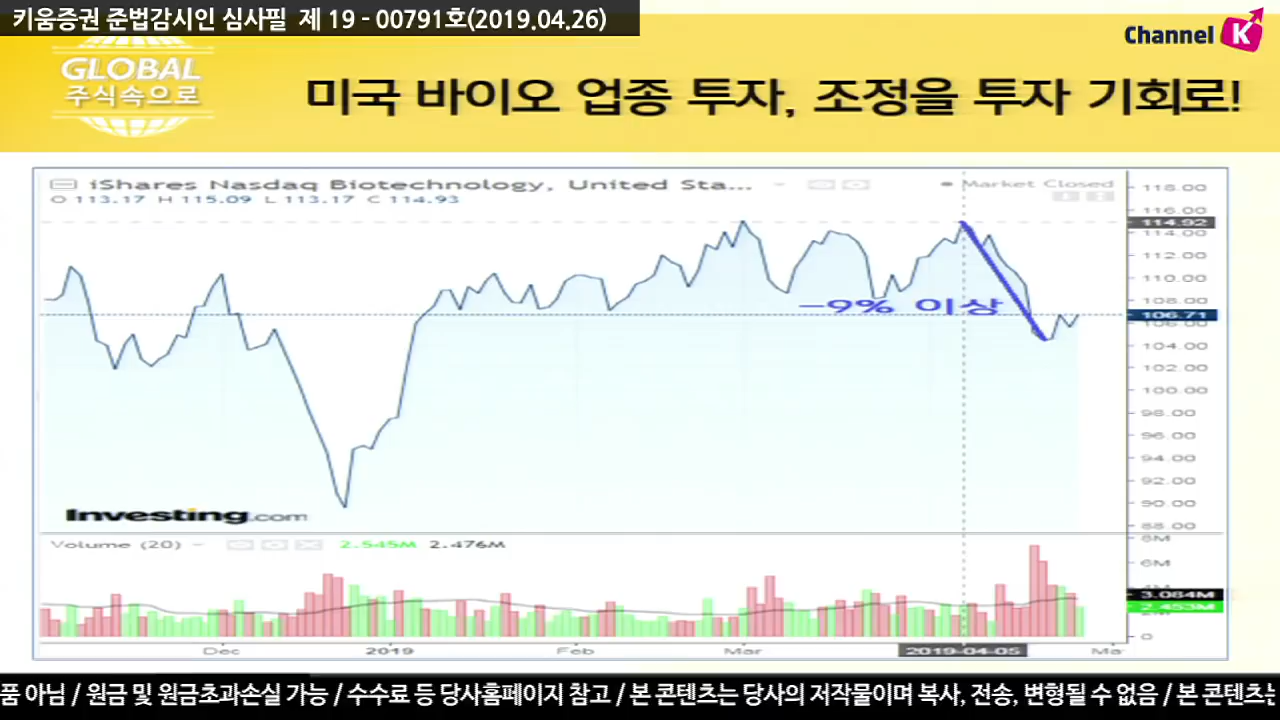 키움증권 준법감시인 심사필 제 19 - 00791호(2019.04.26)
Channel K
GLOBAL
주식속으로
미국 바이오 업종 투자, 조정을 투자 기회로!
iShares Nasdaq Biotechnology, United Sta...
Market Closed
O 113.17 H 115.09 L 113.17 C 114.93
118.00
116.00
114.92
114.00
112.00
110.00
108.00
-9% 이상
106.71
106.00
104.00
102.00
100.00
98.00
96.00
94.00
92.00
90.00
88.00
Investing.com
Volume (20)
2.545M 2.476M
8M
6M
4M
3.084M
2.453M
0
Dec 2019 Feb Mar 2019-04-05 Ma
품 아님 / 원금 및 원금초과손실 가능 / 수수료 등 당사홈페이지 참고 / 본 콘텐츠는 당사의 저작물이며 복사, 전송, 변형될 수 없음 / 본 콘텐츠는